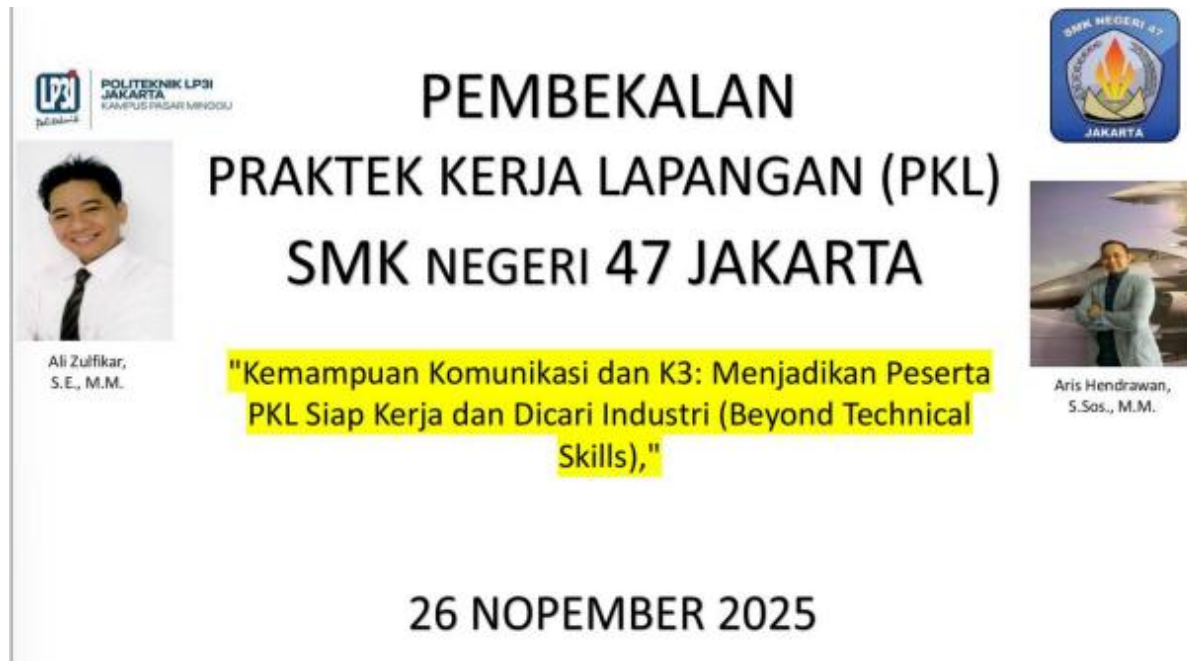 LP3I
Politeknik
POLITEKNIK LP3I
JAKARTA
KAMPUS PASAR MINGGU
SMK NEGERI 47
JAKARTA
PEMBEKALAN
PRAKTEK KERJA LAPANGAN (PKL)
SMK NEGERI 47 JAKARTA
Ali Zulfikar,
S.E., M.M.
Aris Hendrawan,
S.Sos., M.M.
"Kemampuan Komunikasi dan K3: Menjadikan Peserta
PKL Siap Kerja dan Dicari Industri (Beyond Technical
Skills),"
26 NOPEMBER 2025